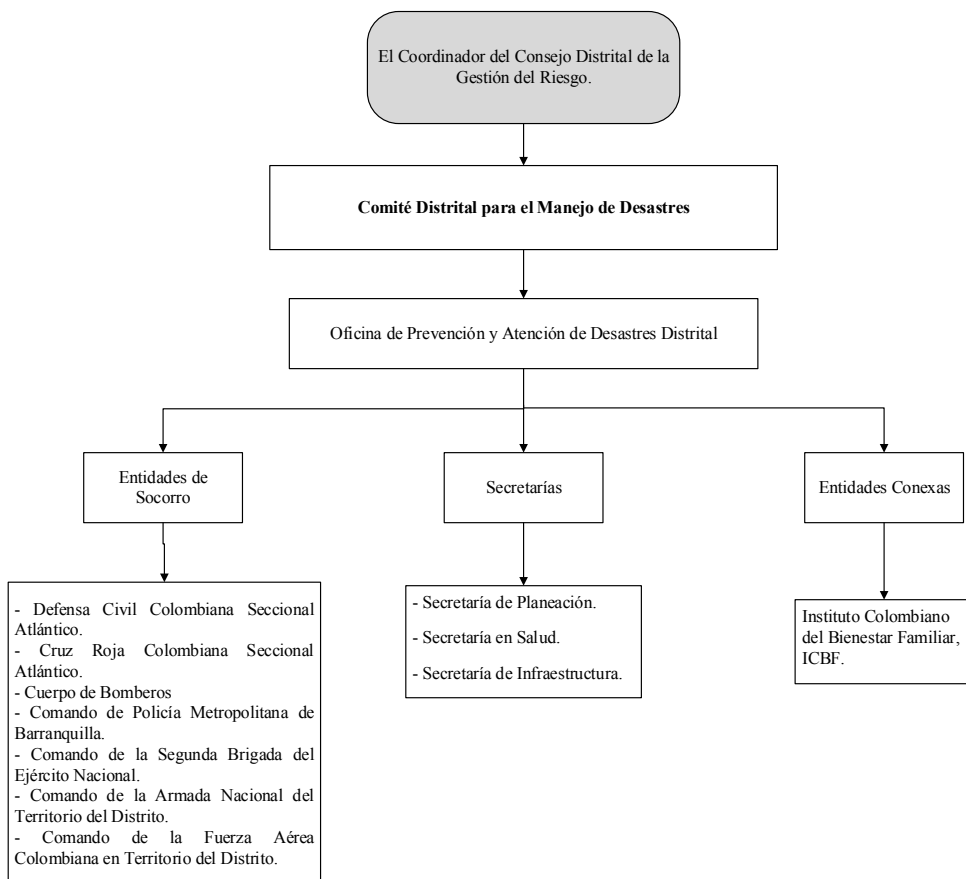 El Coordinador del Consejo Distrital de la
Gestión del Riesgo.
Comité Distrital para el Manejo de Desastres
Oficina de Prevención y Atención de Desastres Distrital
Entidades de
Socorro
Secretarías
Entidades Conexas
- Defensa Civil Colombiana Seccional
Atlántico.
- Cruz Roja Colombiana Seccional
Atlántico.
- Cuerpo de Bomberos
- Comando de Policía Metropolitana de
Barranquilla.
- Comando de la Segunda Brigada del
Ejército Nacional.
- Comando de la Armada Nacional del
Territorio del Distrito.
- Comando de la Fuerza Aérea
Colombiana en Territorio del Distrito.
- Secretaría de Planeación.
- Secretaría en Salud.
- Secretaría de Infraestructura.
Instituto Colombiano
del Bienestar Familiar,
ICBF.